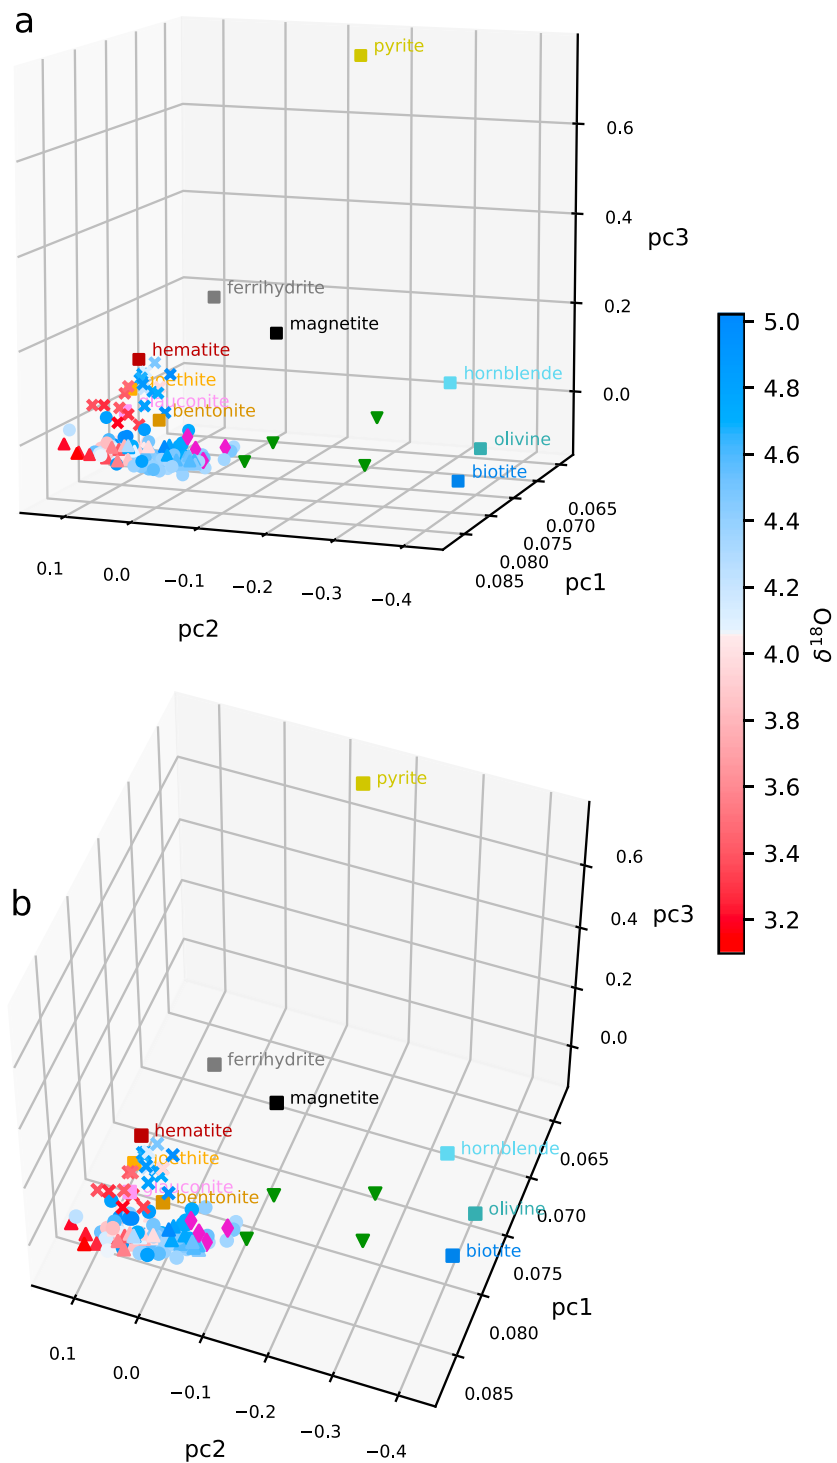 a
pyrite
0.6
0.4
pc3
ferrihydrite
0.2
magnetite
hematite
0.0
hornblende
goethite
glauconite
bentonite
olivine
biotite
0.065
0.070
0.075
0.080
0.085
pc1
0.1
0.0
−0.1
−0.2
−0.3
−0.4
pc2
5.0
4.8
4.6
4.4
4.2
4.0
3.8
3.6
3.4
3.2
δ¹⁸O
b
pyrite
0.6
0.4
pc3
0.2
0.0
ferrihydrite
magnetite
hematite
hornblende
goethite
0.065
glauconite
bentonite
olivine
0.070
biotite
0.075
pc1
0.080
0.085
0.1
0.0
−0.1
−0.2
−0.3
−0.4
pc2